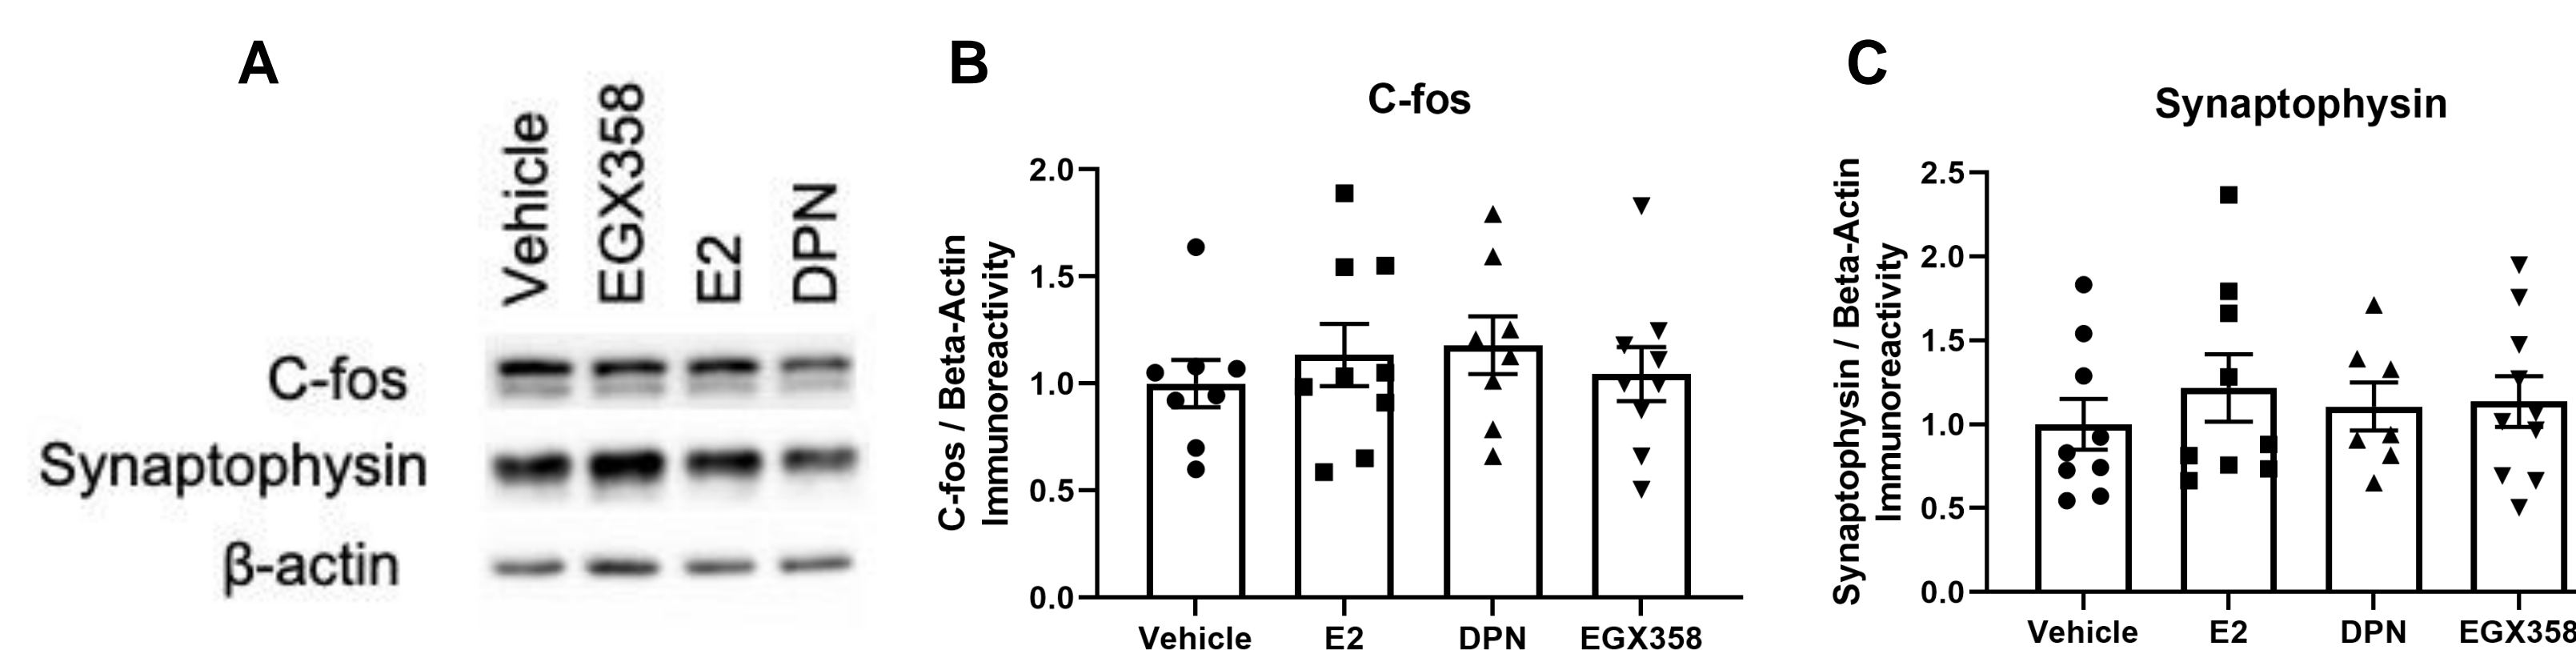 A
Vehicle
EGX358
E2
DPN
C-fos
Synaptophysin
β-actin
B
C-fos
C-fos / Beta-Actin
Immunoreactivity
2.0
1.5
1.0
0.5
0.0
Vehicle
E2
DPN
EGX358
C
Synaptophysin
Synaptophysin / Beta-Actin
Immunoreactivity
2.5
2.0
1.5
1.0
0.5
0.0
Vehicle
E2
DPN
EGX358